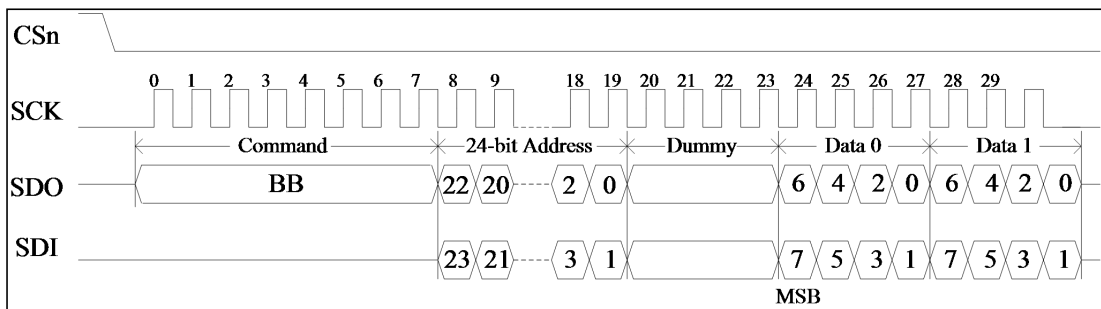 CSn
0 1 2 3 4 5 6 7 8 9 18 19 20 21 22 23 24 25 26 27 28 29
SCK
Command 24-bit Address Dummy Data 0 Data 1
SDO BB 22 20 2 0 6 4 2 0 6 4 2 0
SDI 23 21 3 1 7 5 3 1 7 5 3 1
MSB